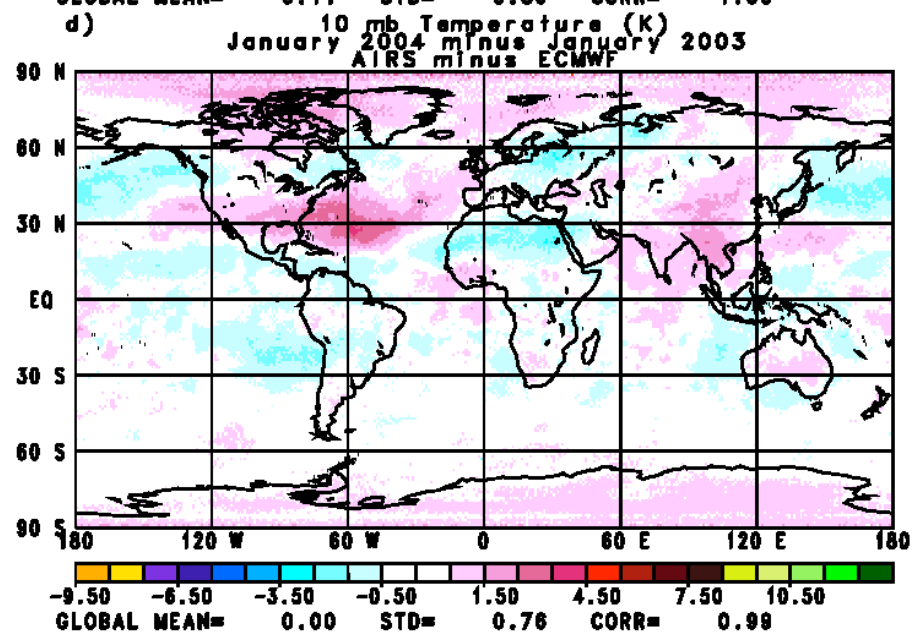 d) 10 mb Temperature (K)
January 2004 minus January 2003
AIRS minus ECMWF
90 N
60 N
30 N
EQ
30 S
60 S
90 S
180 120 W 60 W 0 60 E 120 E 180
-9.50 -6.50 -3.50 -0.50 1.50 4.50 7.50 10.50
GLOBAL MEAN= 0.00 STD= 0.76 CORR= 0.99